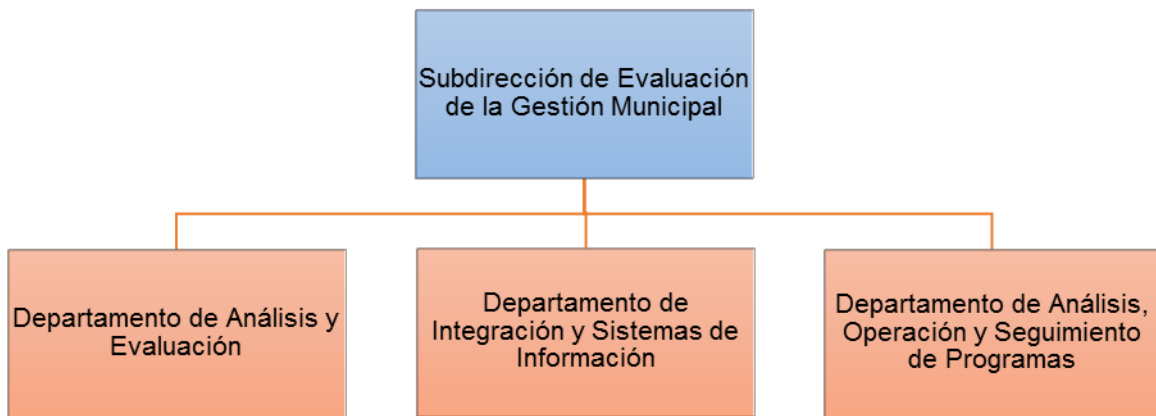 Subdirección de Evaluación
de la Gestión Municipal
Departamento de Análisis y
Evaluación
Departamento de
Integración y Sistemas de
Información
Departamento de Análisis,
Operación y Seguimiento
de Programas